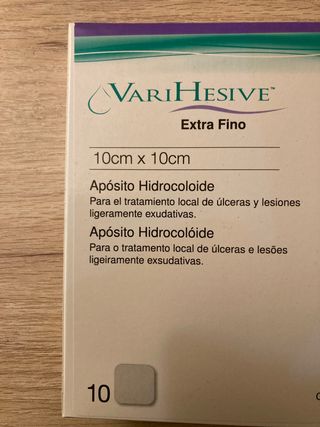 VARIHESIVE™
Extra Fino
10cm x 10cm
Apósito Hidrocoloide
Para el tratamiento local de úlceras y lesiones
ligeramente exudativas.
Apósito Hidrocolóide
Para o tratamento local de úlceras e lesões
ligeiramente exsudativas.
10